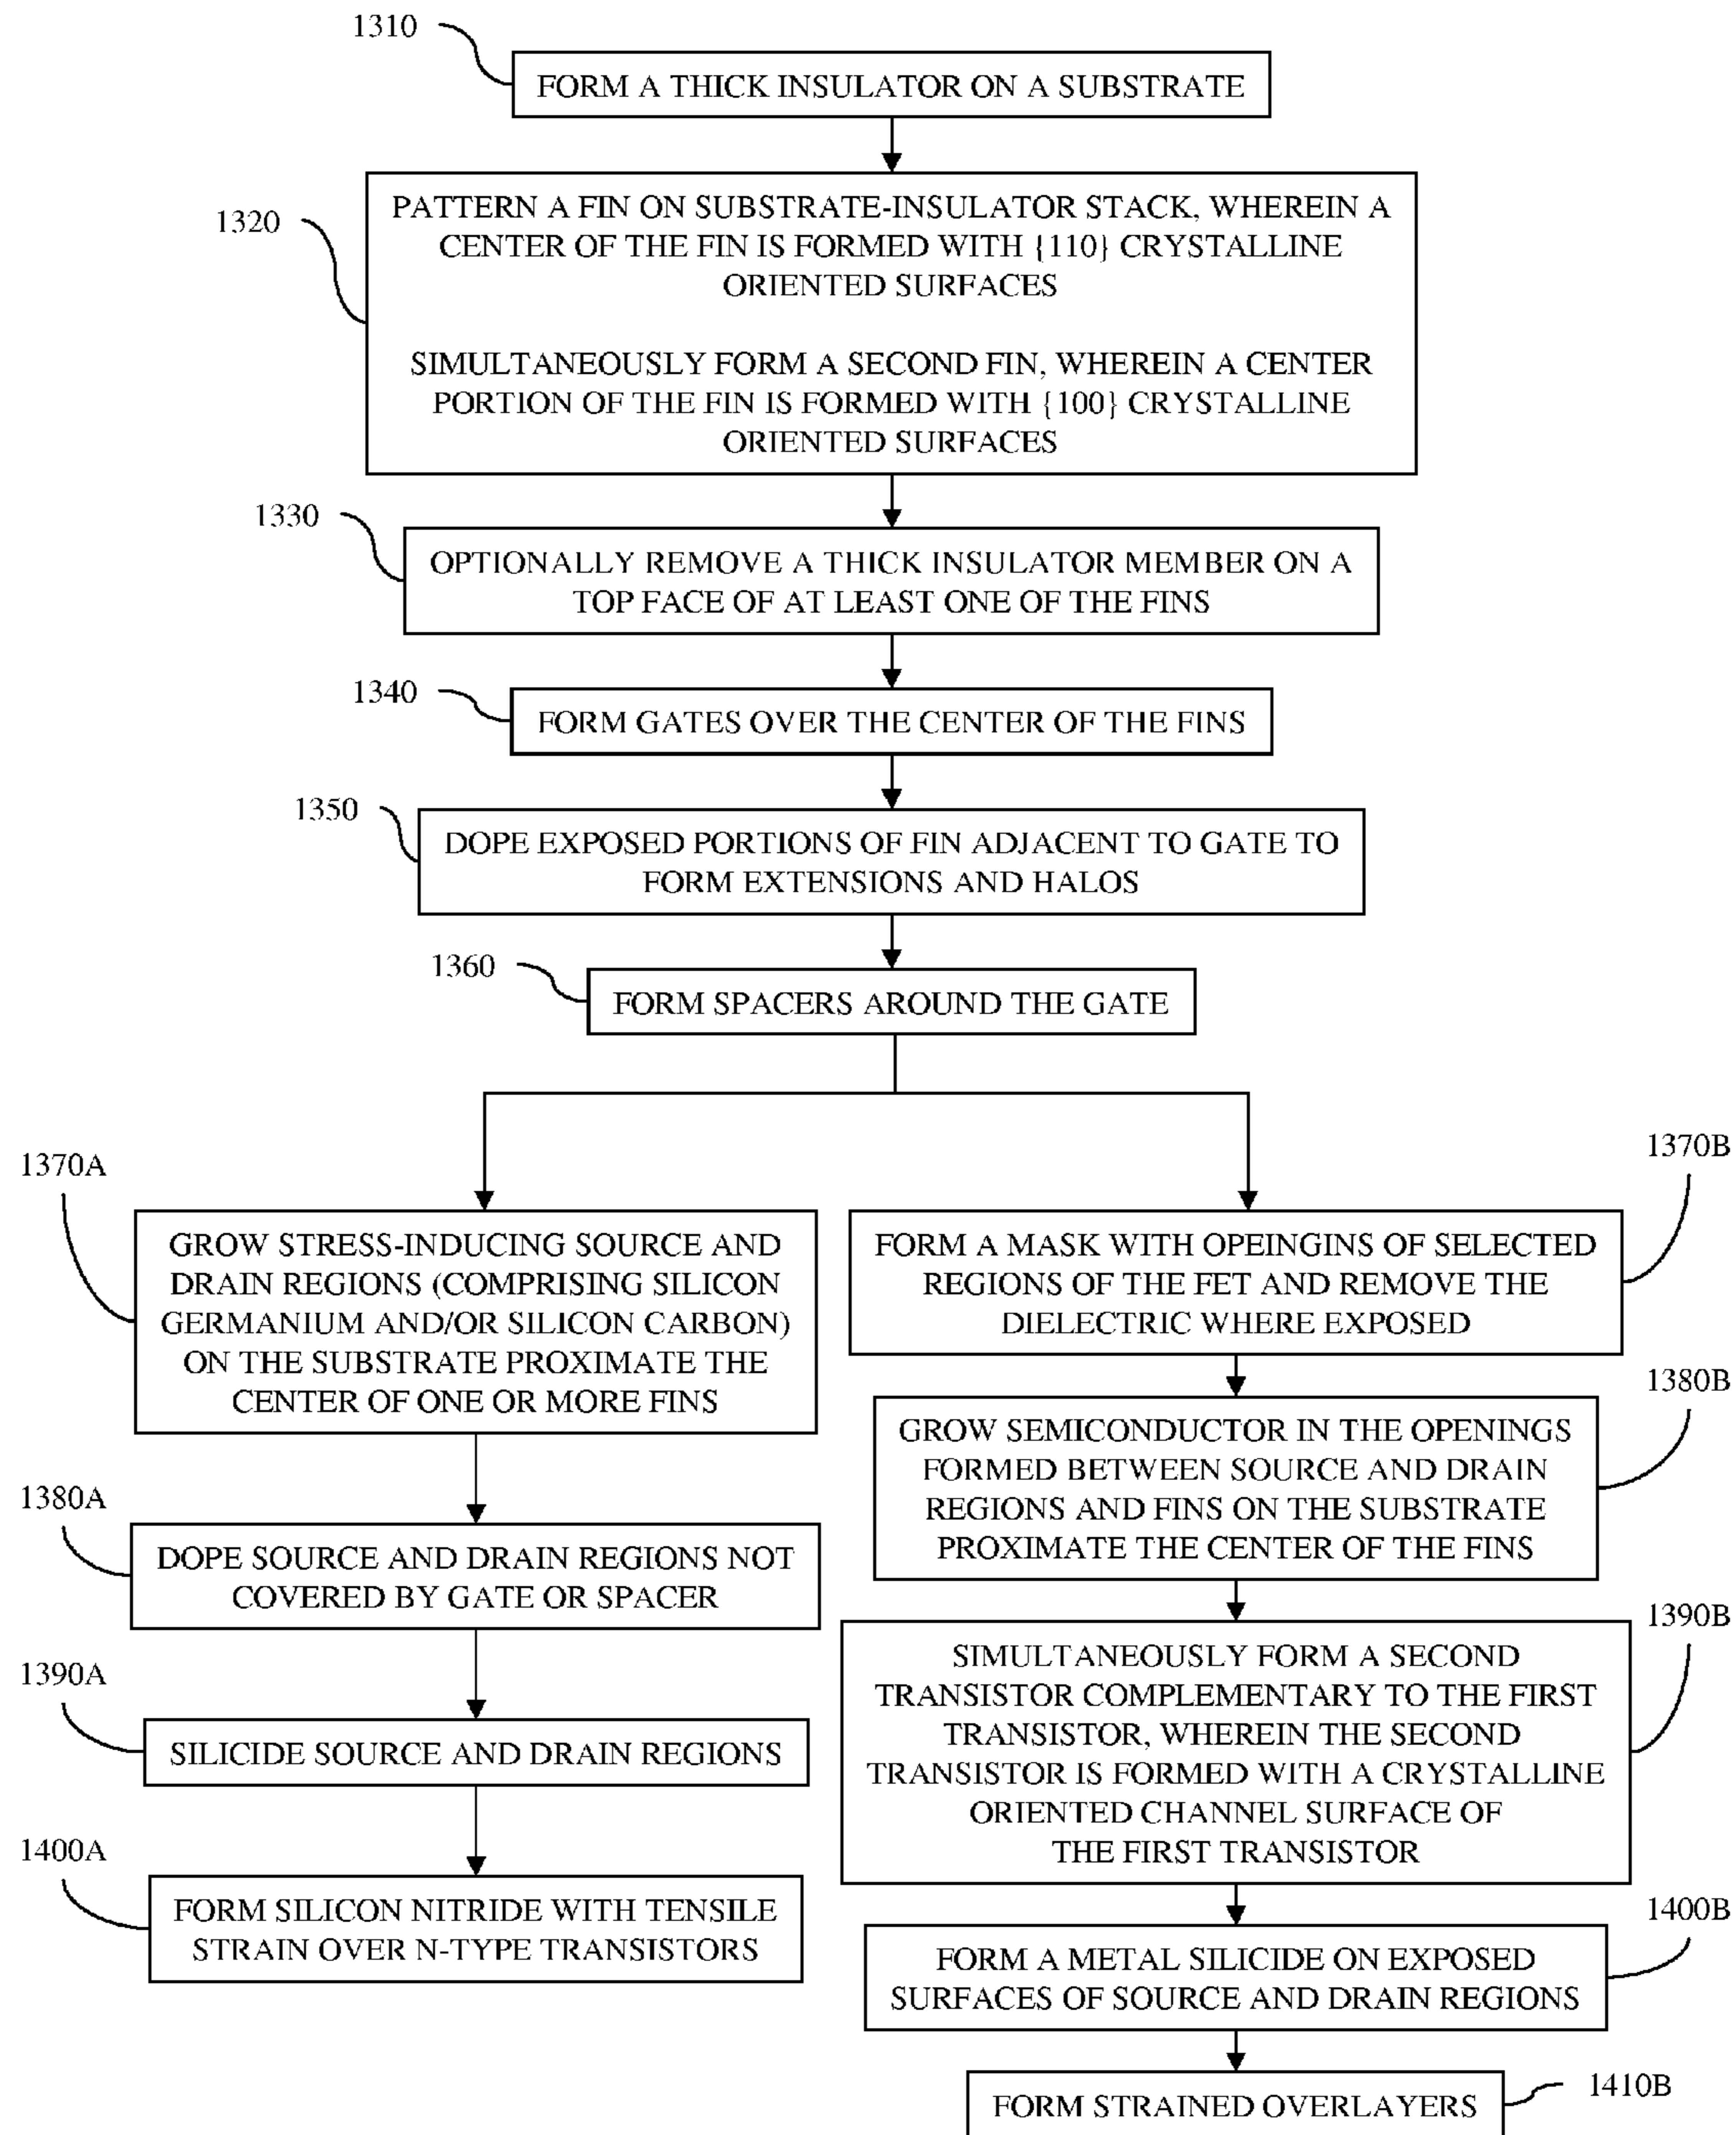 1310
FORM A THICK INSULATOR ON A SUBSTRATE
1320
PATTERN A FIN ON SUBSTRATE-INSULATOR STACK, WHEREIN A
CENTER OF THE FIN IS FORMED WITH {110} CRYSTALLINE
ORIENTED SURFACES
SIMULTANEOUSLY FORM A SECOND FIN, WHEREIN A CENTER
PORTION OF THE FIN IS FORMED WITH {100} CRYSTALLINE
ORIENTED SURFACES
1330
OPTIONALLY REMOVE A THICK INSULATOR MEMBER ON A
TOP FACE OF AT LEAST ONE OF THE FINS
1340
FORM GATES OVER THE CENTER OF THE FINS
1350
DOPE EXPOSED PORTIONS OF FIN ADJACENT TO GATE TO
FORM EXTENSIONS AND HALOS
1360
FORM SPACERS AROUND THE GATE
1370A
GROW STRESS-INDUCING SOURCE AND
DRAIN REGIONS (COMPRISING SILICON
GERMANIUM AND/OR SILICON CARBON)
ON THE SUBSTRATE PROXIMATE THE
CENTER OF ONE OR MORE FINS
1380A
DOPE SOURCE AND DRAIN REGIONS NOT
COVERED BY GATE OR SPACER
1390A
SILICIDE SOURCE AND DRAIN REGIONS
1400A
FORM SILICON NITRIDE WITH TENSILE
STRAIN OVER N-TYPE TRANSISTORS
1370B
FORM A MASK WITH OPEINGINS OF SELECTED
REGIONS OF THE FET AND REMOVE THE
DIELECTRIC WHERE EXPOSED
1380B
GROW SEMICONDUCTOR IN THE OPENINGS
FORMED BETWEEN SOURCE AND DRAIN
REGIONS AND FINS ON THE SUBSTRATE
PROXIMATE THE CENTER OF THE FINS
1390B
SIMULTANEOUSLY FORM A SECOND
TRANSISTOR COMPLEMENTARY TO THE FIRST
TRANSISTOR, WHEREIN THE SECOND
TRANSISTOR IS FORMED WITH A CRYSTALLINE
ORIENTED CHANNEL SURFACE OF
THE FIRST TRANSISTOR
1400B
FORM A METAL SILICIDE ON EXPOSED
SURFACES OF SOURCE AND DRAIN REGIONS
FORM STRAINED OVERLAYERS
1410B